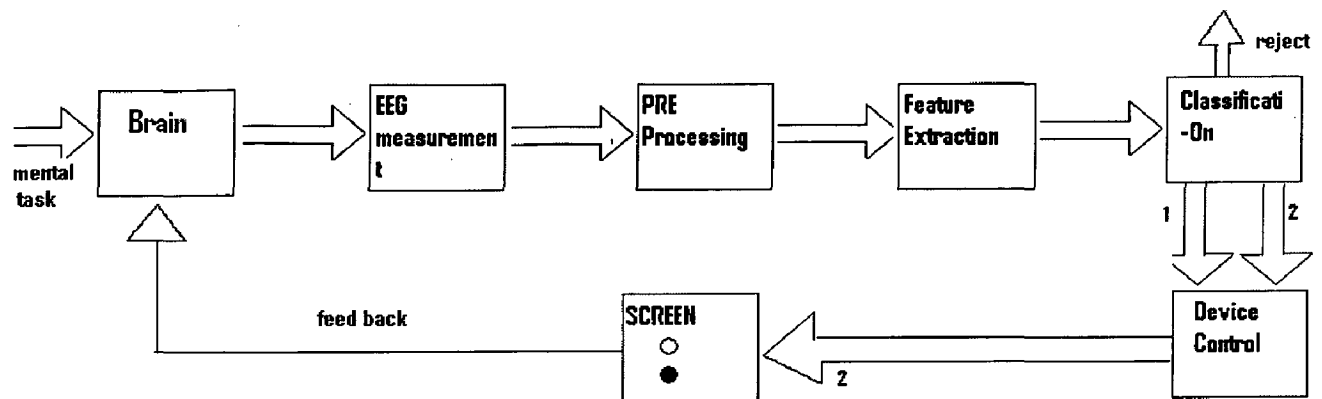 reject
Brain
EEG
measuremen
t
PRE
Processing
Feature
Extraction
Classificati
-On
mental
task
1
2
SCREEN
Device
Control
feed back
2